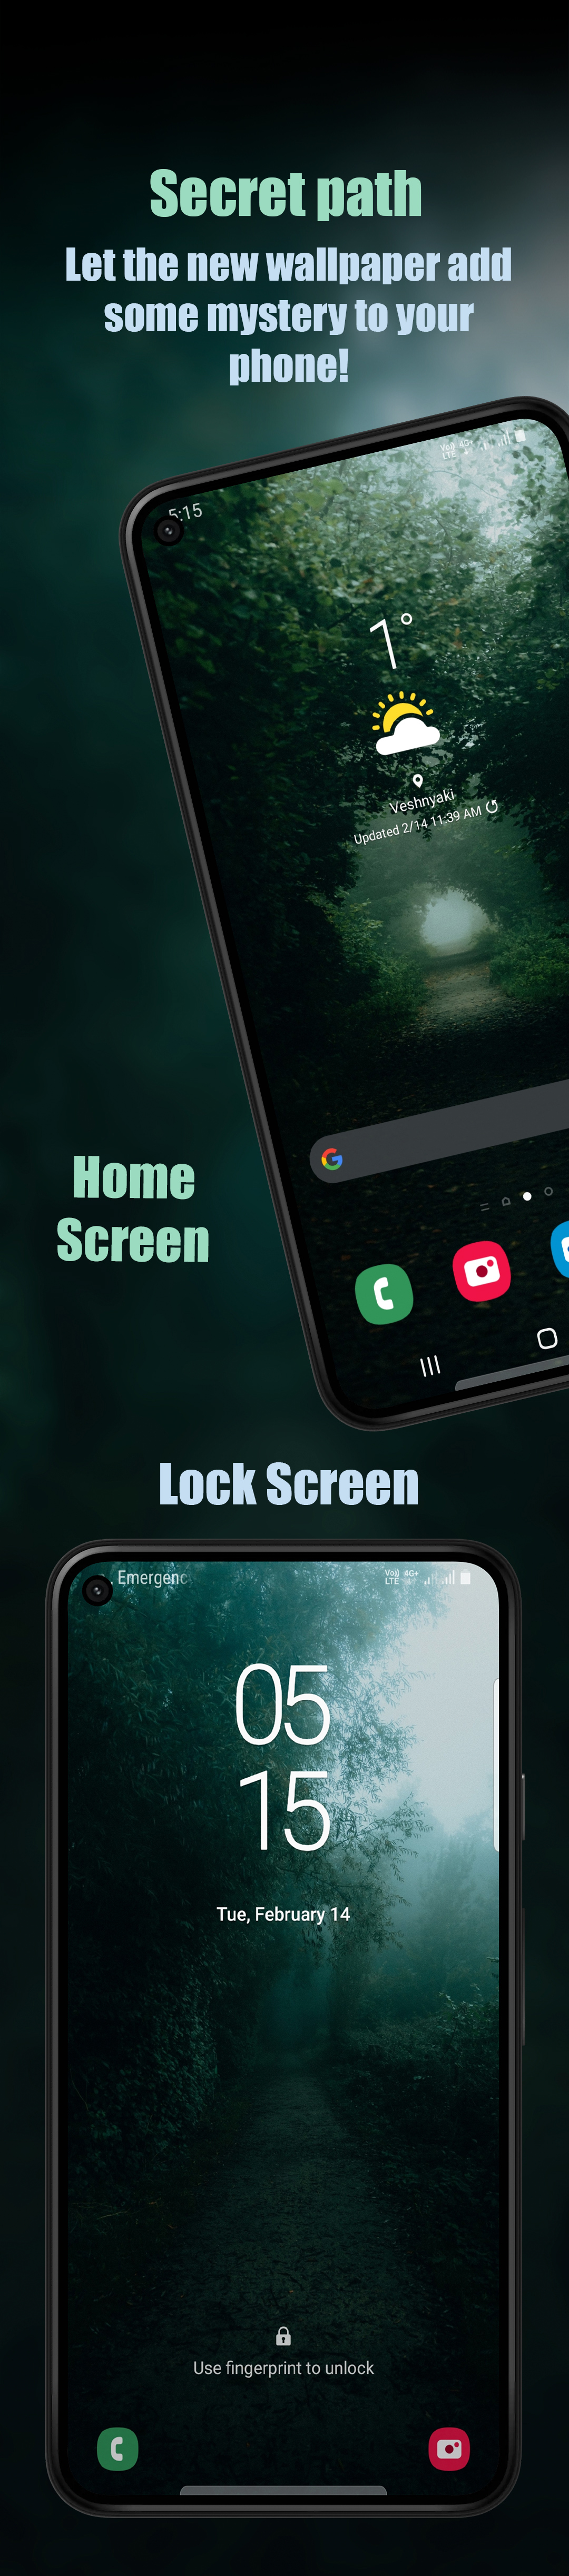 Secret path
Let the new wallpaper add
some mystery to your
phone!
5:15
Vo)) 4G+
LTE
1°
Veshnyaki
Updated 2/14 11:39 AM
Home
Screen
Lock Screen
Emergenc
Vo)) 4G+
LTE
05
15
Tue, February 14
Use fingerprint to unlock